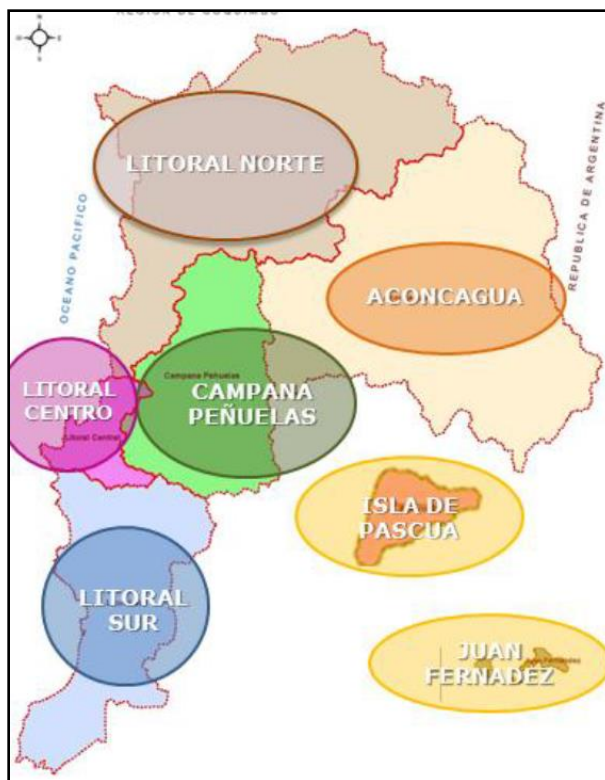 OCEANO PACIFICO
REPUBLICA DE ARGENTINA
LITORAL NORTE
ACONCAGUA
LITORAL
CENTRO
Litoral Central
Campana Peñuelas
CAMPANA
PEÑUELAS
ISLA DE
PASCUA
LITORAL
SUR
JUAN
FERNADEZ